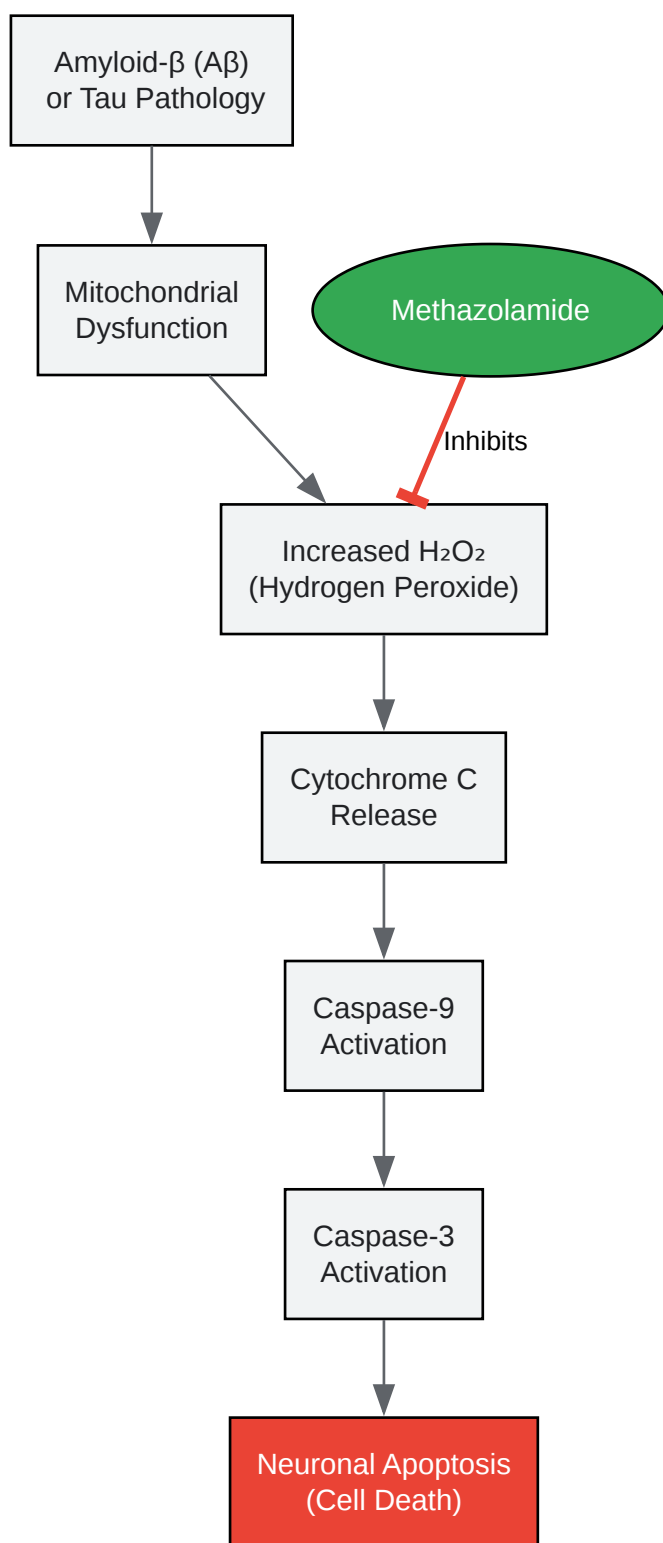 Amyloid-β (Aβ)
or Tau Pathology
Mitochondrial
Dysfunction
Methazolamide
Inhibits
Increased H₂O₂
(Hydrogen Peroxide)
Cytochrome C
Release
Caspase-9
Activation
Caspase-3
Activation
Neuronal Apoptosis
(Cell Death)